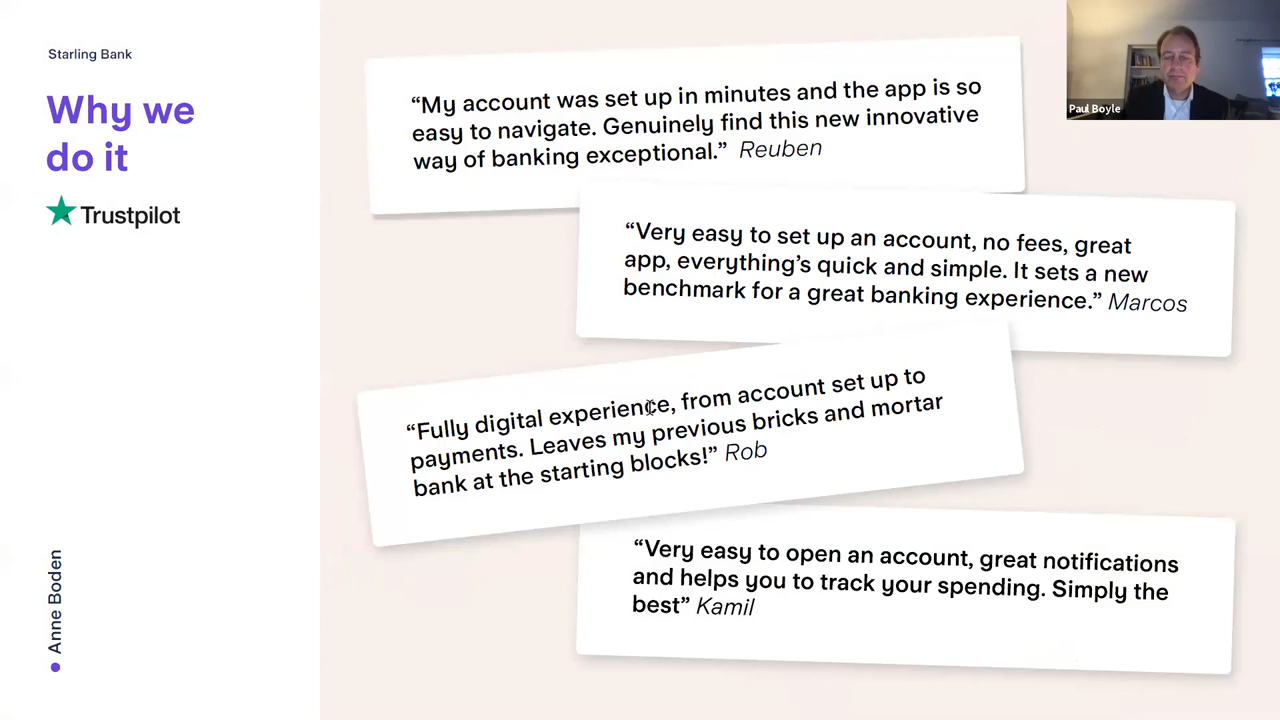 Starling Bank
Why we
do it
Trustpilot
“My account was set up in minutes and the app is so
easy to navigate. Genuinely find this new innovative
way of banking exceptional.” Reuben
Paul Boyle
“Very easy to set up an account, no fees, great
app, everything’s quick and simple. It sets a new
benchmark for a great banking experience.” Marcos
“Fully digital experience, from account set up to
payments. Leaves my previous bricks and mortar
bank at the starting blocks!” Rob
“Very easy to open an account, great notifications
and helps you to track your spending. Simply the
best” Kamil
Anne Boden